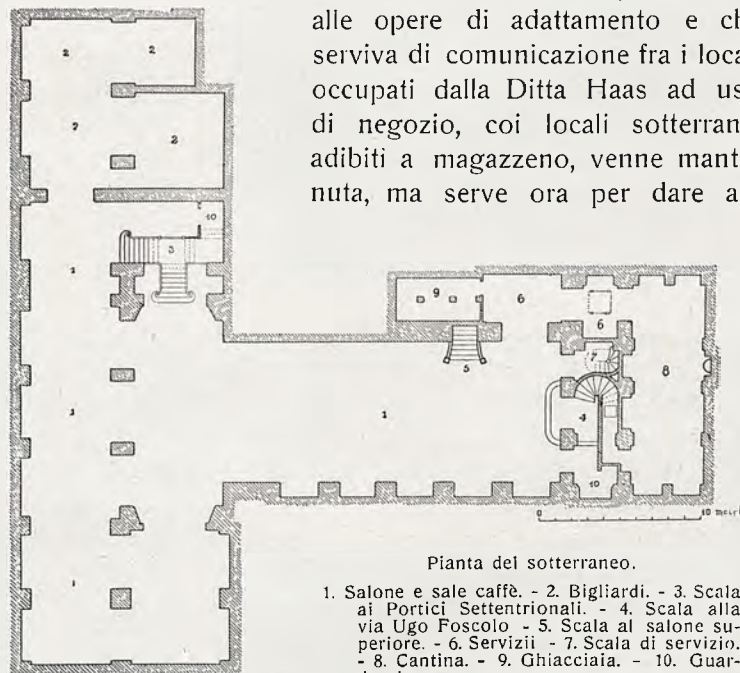 alle opere di adattamento e ch
serviva di comunicazione fra i loca
occupati dalla Ditta Haas ad us
di negozio, coi locali sotterran
adibiti a magazzeno, venne mant
nuta, ma serve ora per dare a
2 2
2 2
10
3
1
9 6 6
7
5 8
1 4
1
10
0 10 metri
1
Pianta del sotterraneo.
1. Salone e sale caffè. - 2. Bigliardi. - 3. Scala
ai Portici Settentrionali. - 4. Scala alla
via Ugo Foscolo - 5. Scala al salone su-
periore. - 6. Servizii - 7. Scala di servizio.
- 8. Cantina. - 9. Ghiacciaia. - 10. Guar-